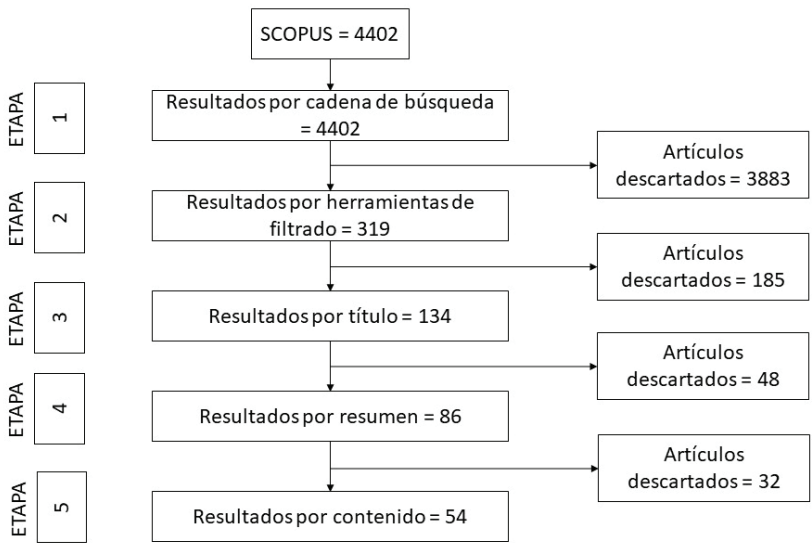 SCOPUS = 4402
ETAPA
1
Resultados por cadena de búsqueda
= 4402
Artículos
descartados = 3883
ETAPA
2
Resultados por herramientas de
filtrado = 319
Artículos
descartados = 185
ETAPA
3
Resultados por título = 134
Artículos
descartados = 48
ETAPA
4
Resultados por resumen = 86
Artículos
descartados = 32
ETAPA
5
Resultados por contenido = 54